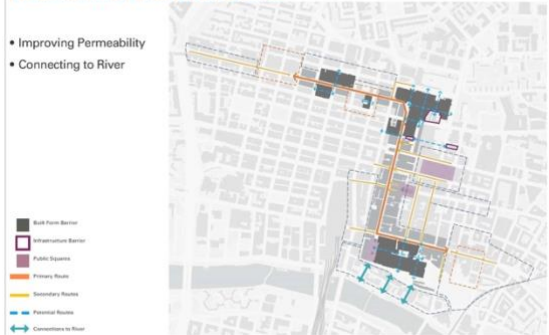 • Improving Permeability
• Connecting to River
Built Form Barrier
Infrastructure Barrier
Public Squares
Primary Route
Secondary Routes
Potential Routes
Connections to River